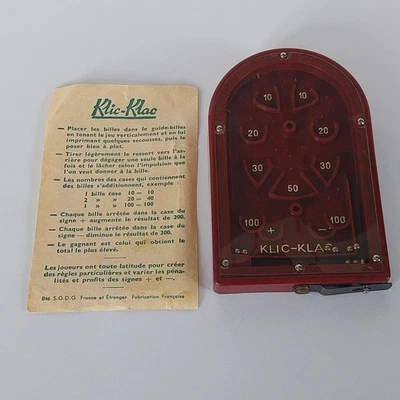 Klic-Klac
— Placer les billes dans le guide-billes
en tenant le jeu verticalement et en lui
imprimant quelques secousses, puis le
poser bien à plat.
— Tirer légèrement le ressort vers l'ar-
rière pour dégager une seule bille à la
fois et le lâcher selon l'impulsion que
l'on veut donner à la bille.
— Les nombres des cases qui contiennent
des billes s'additionnent, exemple :
1 bille case 10 — 10
2 » » 20 — 40
1 » » 100 — 100
— Chaque bille arrêtée dans la case du
signe + augmente le résultat de 200.
— Chaque bille arrêtée dans la case du
signe — diminue le résultat de 200.
— Le gagnant est celui qui obtient le
total le plus élevé.
Les joueurs ont toute latitude pour créer
des règles particulières et varier les péna-
lités et profits des signes + et —.
Bté S.G.D.G. France et Étranger. Fabrication Française
10 10
20 20
30 30
50
100 + - 100
KLIC-KLAC